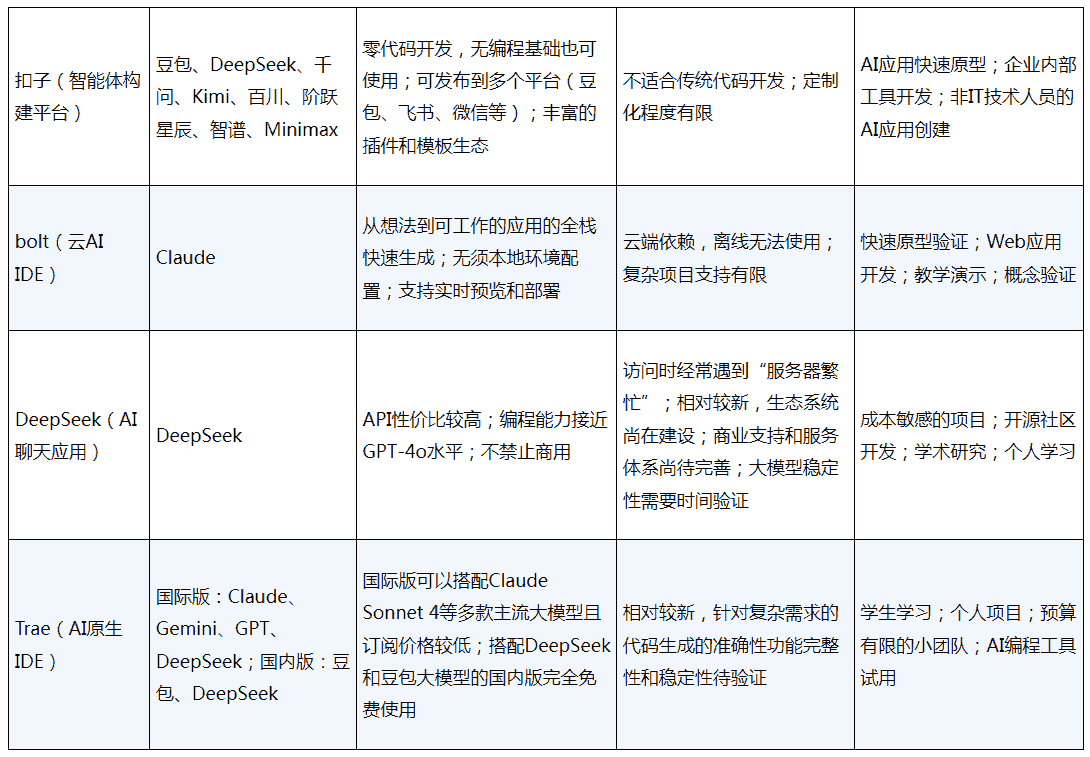 扣子（智能体构
建平台）
豆包、DeepSeek、千
问、Kimi、百川、阶跃
星辰、智谱、Minimax
零代码开发，无编程基础也可
使用；可发布到多个平台（豆
包、飞书、微信等）；丰富的
插件和模板生态
不适合传统代码开发；定制
化程度有限
AI应用快速原型；企业内部
工具开发；非IT技术人员的
AI应用创建
bolt（云AI
IDE）
Claude
从想法到可工作的应用的全栈
快速生成；无须本地环境配
置；支持实时预览和部署
云端依赖，离线无法使用；
复杂项目支持有限
快速原型验证；Web应用
开发；教学演示；概念验证
DeepSeek（AI
聊天应用）
DeepSeek
API性价比较高；编程能力接近
GPT-4o水平；不禁止商用
访问时经常遇到“服务器繁
忙”；相对较新，生态系统
尚在建设；商业支持和服务
体系尚待完善；大模型稳定
性需要时间验证
成本敏感的项目；开源社区
开发；学术研究；个人学习
Trae（AI原生
IDE）
国际版：Claude、
Gemini、GPT、
DeepSeek；国内版：豆
包、DeepSeek
国际版可以搭配Claude
Sonnet 4等多款主流大模型且
订阅价格较低；搭配DeepSeek
和豆包大模型的国内版完全免
费使用
相对较新，针对复杂需求的
代码生成的准确性功能完整
性和稳定性待验证
学生学习；个人项目；预算
有限的小团队；AI编程工具
试用